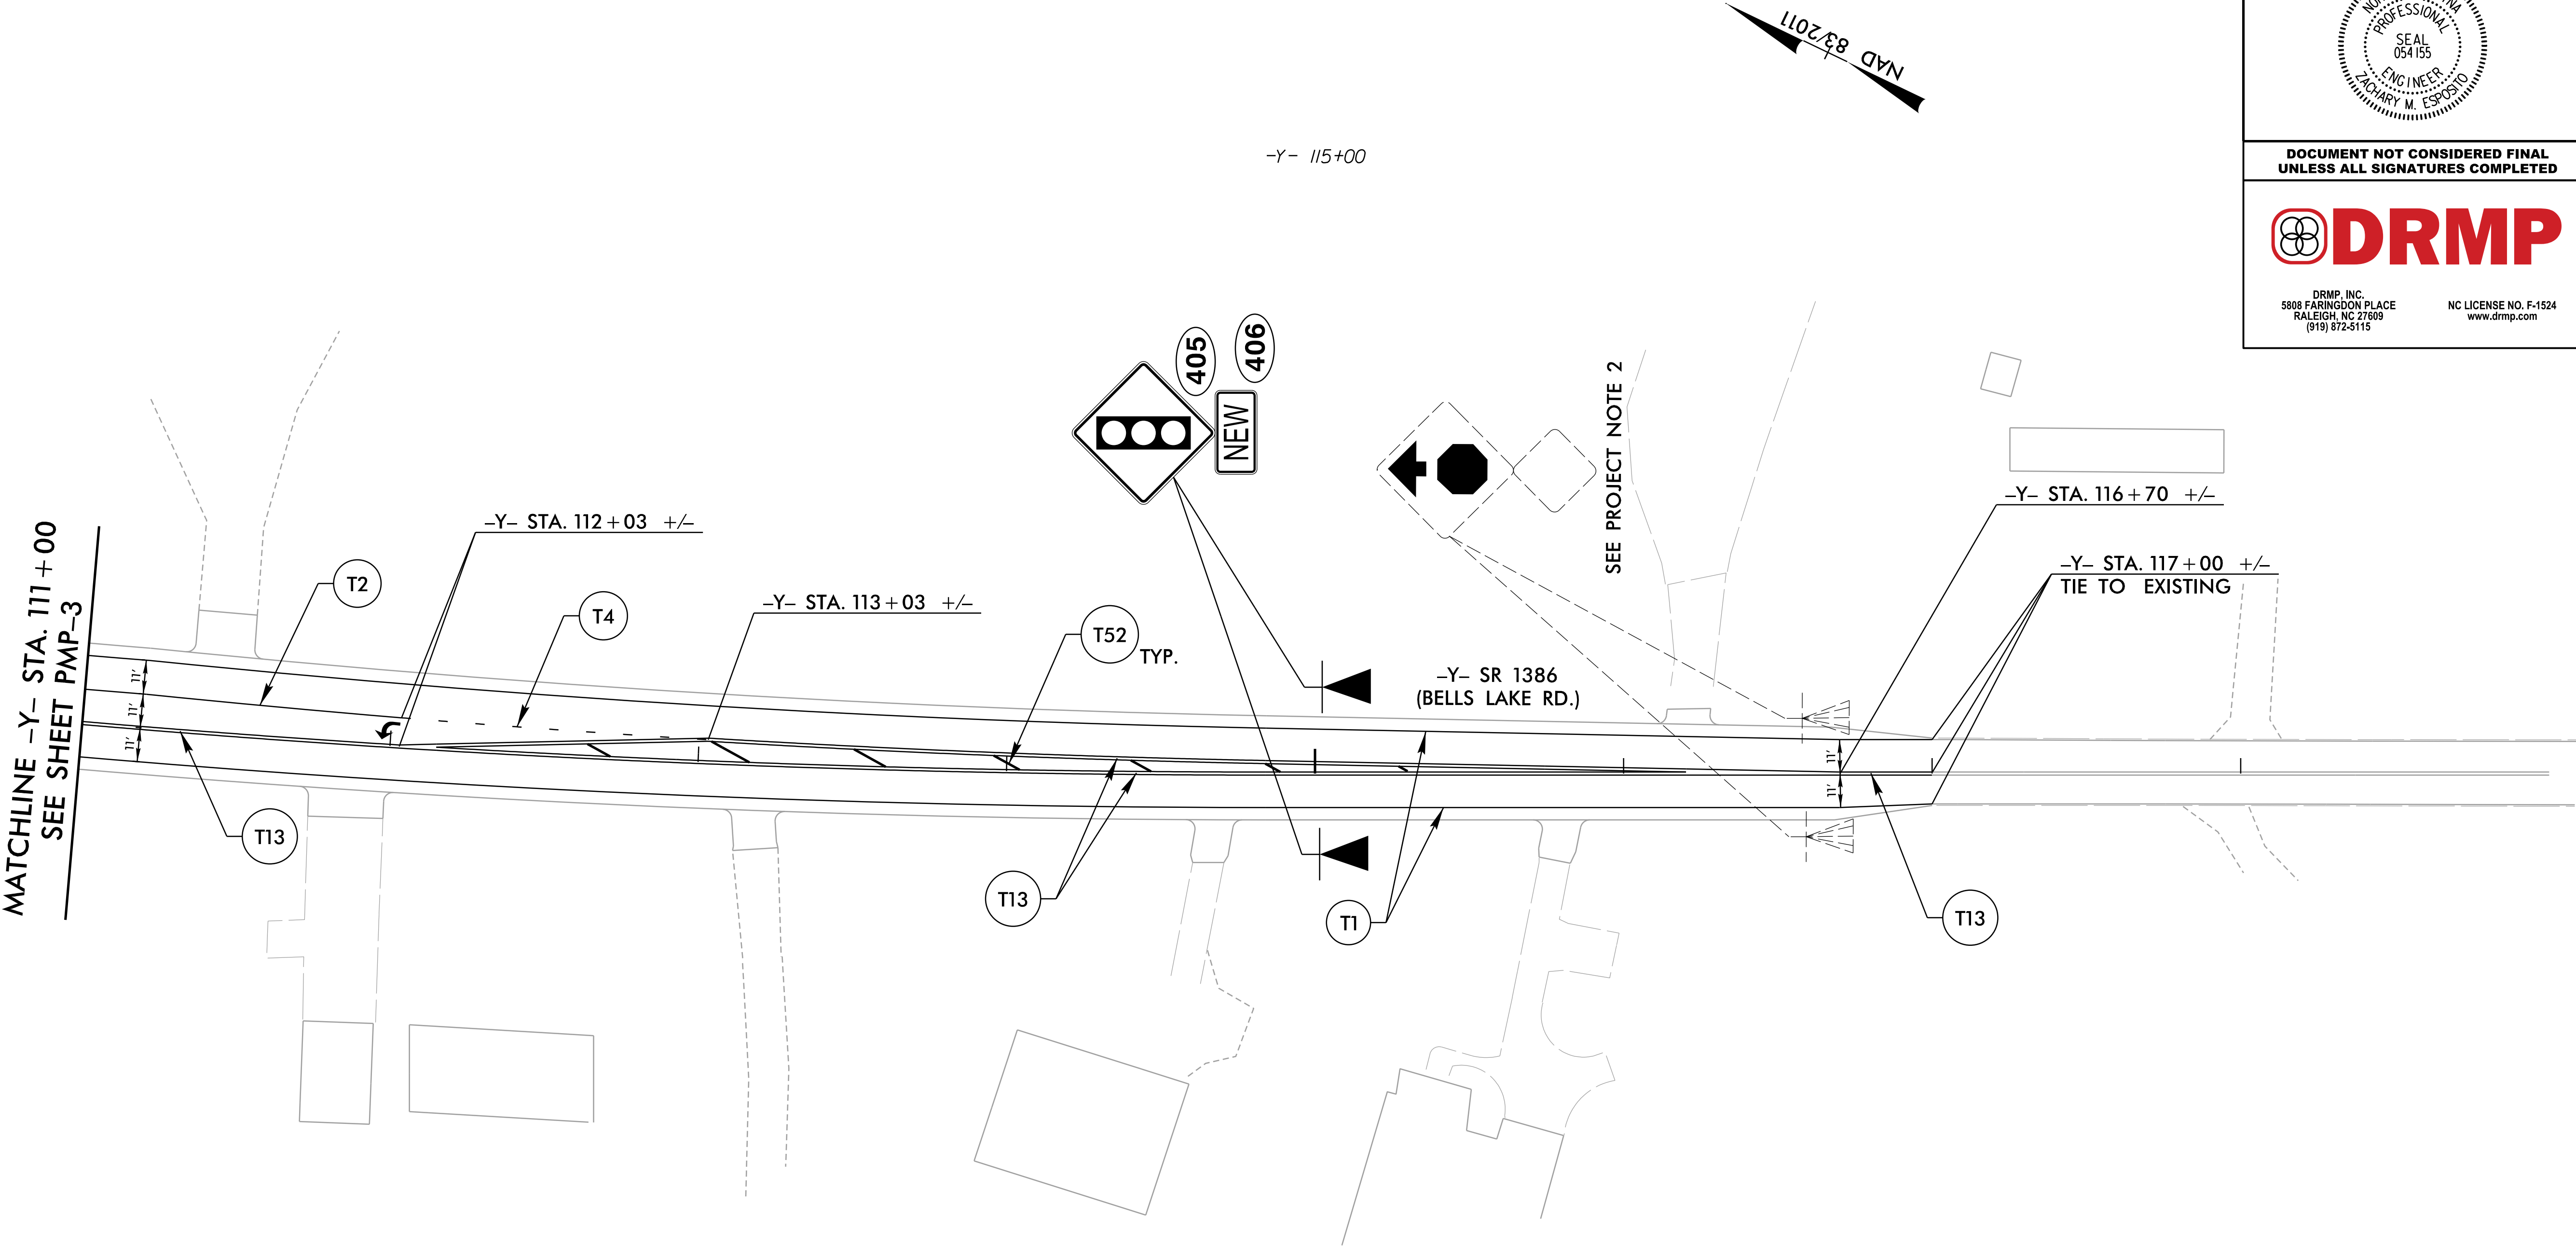 NAD 83/2011
PROFESSIONAL
SEAL
054155
ENGINEER
ZACHARY M. ESPOSITO
DOCUMENT NOT CONSIDERED FINAL
UNLESS ALL SIGNATURES COMPLETED
DRMP
DRMP, INC.
5808 FARINGDON PLACE
RALEIGH, NC 27609
(919) 872-5115
NC LICENSE NO. F-1524
www.drmp.com
-Y- 115+00
405
406
NEW
SEE PROJECT NOTE 2
-Y- STA. 116+70 +/-
-Y- STA. 117+00 +/-
TIE TO EXISTING
-Y- STA. 112+03 +/-
-Y- STA. 113+03 +/-
MATCHLINE -Y- STA. 111+00
SEE SHEET PMP-3
T2
T4
T52
TYP.
-Y- SR 1386
(BELLS LAKE RD.)
11'
11'
11'
11'
11'
T13
T13
T1
T13